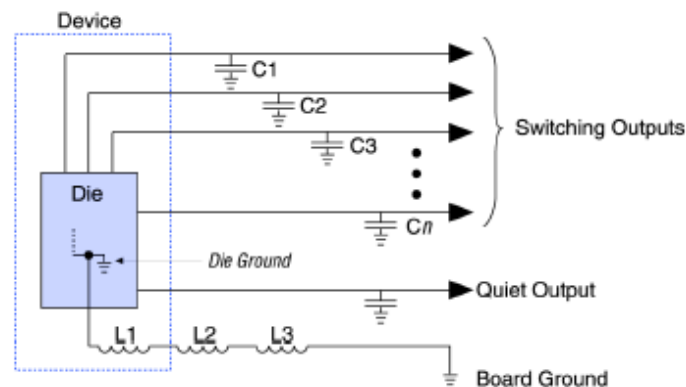 Device
C1
C2
C3
Switching Outputs
Die
Cn
Die Ground
Quiet Output
L1 L2 L3
Board Ground